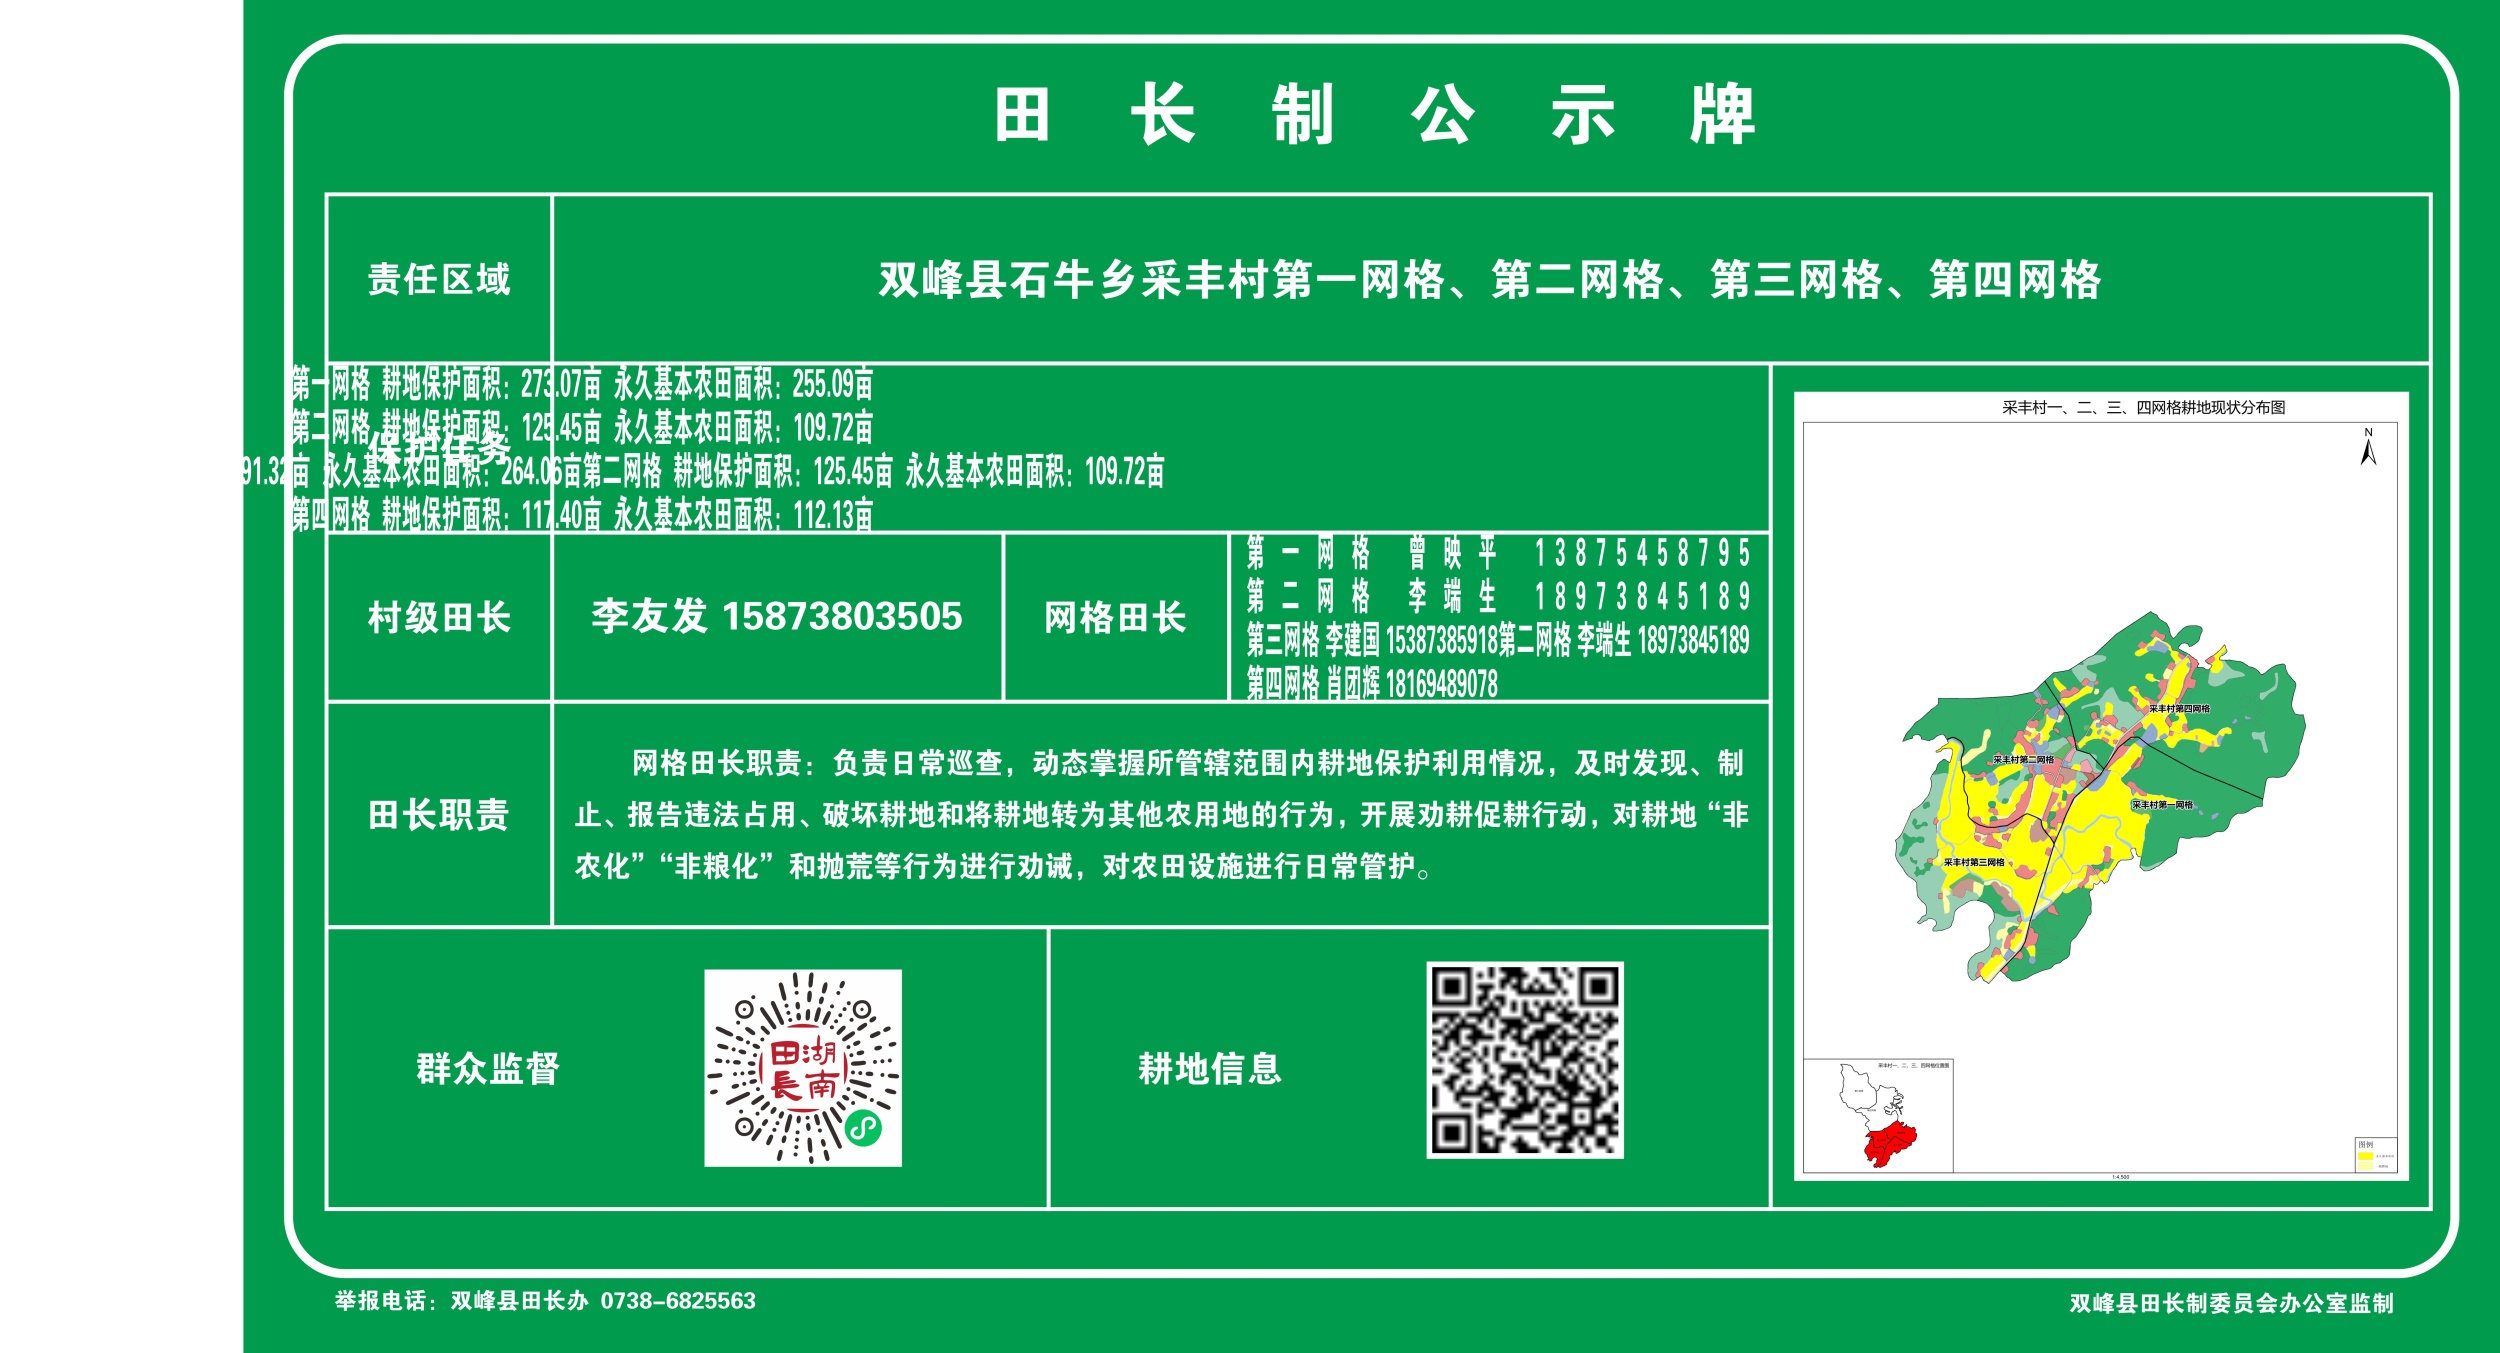 田长制公示牌
责任区域
双峰县石牛乡采丰村第一网格、第二网格、第三网格、第四网格
第一网格 耕地保护面积：273.07亩 永久基本农田面积：255.09亩
第二网格 耕地保护面积：125.45亩 永久基本农田面积：109.72亩
保护任务
91.32亩 永久基本农田面积：264.06亩第二网格 耕地保护面积：125.45亩 永久基本农田面积：109.72亩
第四网格 耕地保护面积：117.40亩 永久基本农田面积：112.13亩
村级田长
李友发 15873803505
网格田长
第一网格 曾映平 13875458795
第二网格 李端生 18973845189
第三网格 李建国 15387385918第二网格 李端生 18973845189
第四网格 肖团辉 18169489078
田长职责
网格田长：负责日常巡查，动态掌握所管辖范围内耕地保护利用情况，及时发现、制
止、报告违法占用、破坏耕地和将耕地转为其他农用地的行为，开展劝耕促耕行动，对耕地“非
农化”“非粮化”和抛荒等行为进行劝诫，对农田设施进行日常管护。
群众监督
田长
湖南
耕地信息
采丰村一、二、三、四网格耕地现状分布图
N
采丰村第四网格
采丰村第二网格
采丰村第一网格
采丰村第三网格
采丰村一、二、三、四网格位置图
图例
1:4,500
举报电话：双峰县田长办 0738-6825563
双峰县田长制委员会办公室监制